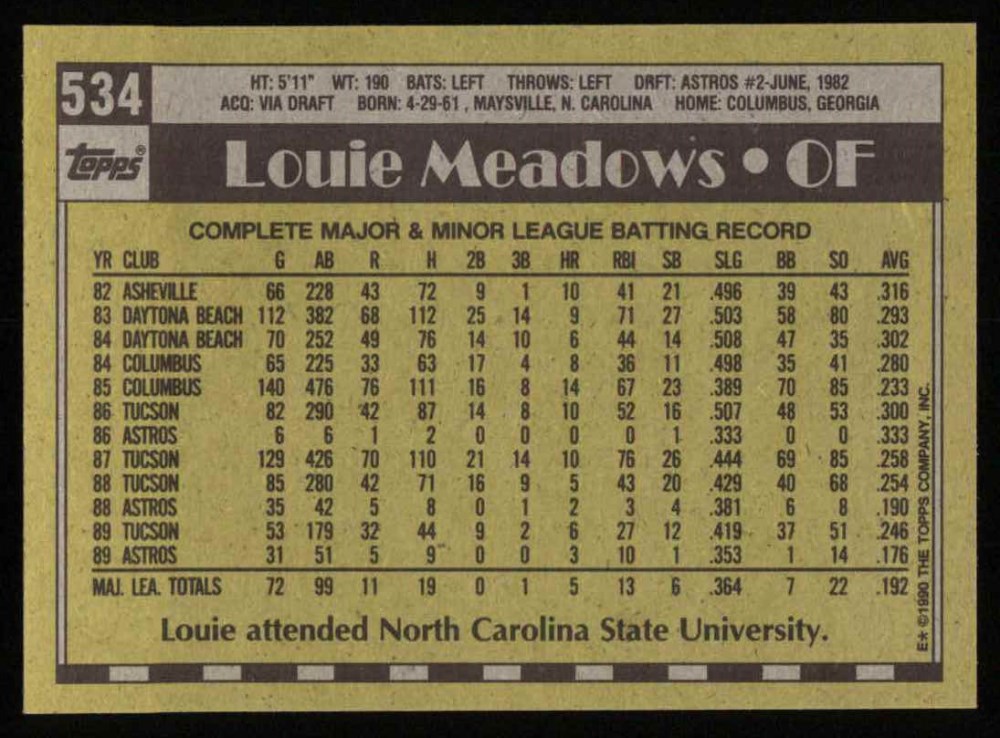 534
HT: 5'11" WT: 190 BATS: LEFT THROWS: LEFT DRFT: ASTROS #2-JUNE, 1982
ACQ: VIA DRAFT BORN: 4-29-61 , MAYSVILLE, N. CAROLINA HOME: COLUMBUS, GEORGIA
topps®
Louie Meadows • OF
COMPLETE MAJOR & MINOR LEAGUE BATTING RECORD
YR CLUB G AB R H 2B 3B HR RBI SB SLG BB SO AVG
82 ASHEVILLE 66 228 43 72 9 1 10 41 21 .496 39 43 .316
83 DAYTONA BEACH 112 382 68 112 25 14 9 71 27 .503 58 80 .293
84 DAYTONA BEACH 70 252 49 76 14 10 6 44 14 .508 47 35 .302
84 COLUMBUS 65 225 33 63 17 4 8 36 11 .498 35 41 .280
85 COLUMBUS 140 476 76 111 16 8 14 67 23 .389 70 85 .233
86 TUCSON 82 290 42 87 14 8 10 52 16 .507 48 53 .300
86 ASTROS 6 6 1 2 0 0 0 0 1 .333 0 0 .333
87 TUCSON 129 426 70 110 21 14 10 76 26 .444 69 85 .258
88 TUCSON 85 280 42 71 16 9 5 43 20 .429 40 68 .254
88 ASTROS 35 42 5 8 0 1 2 3 4 .381 6 8 .190
89 TUCSON 53 179 32 44 9 2 6 27 12 .419 37 51 .246
89 ASTROS 31 51 5 9 0 0 3 10 1 .353 1 14 .176
MAJ. LEA. TOTALS 72 99 11 19 0 1 5 13 6 .364 7 22 .192
Louie attended North Carolina State University.
E* ©1990 THE TOPPS COMPANY, INC.